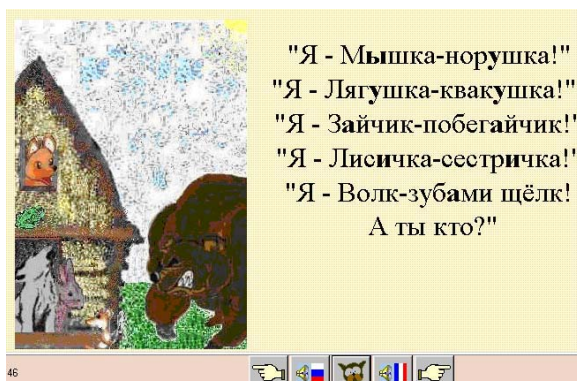 "Я - Мышка-норушка!"
"Я - Лягушка-квакушка!"
"Я - Зайчик-побегайчик!"
"Я - Лисичка-сестричка!"
"Я - Волк-зубами щёлк!
А ты кто?"
46